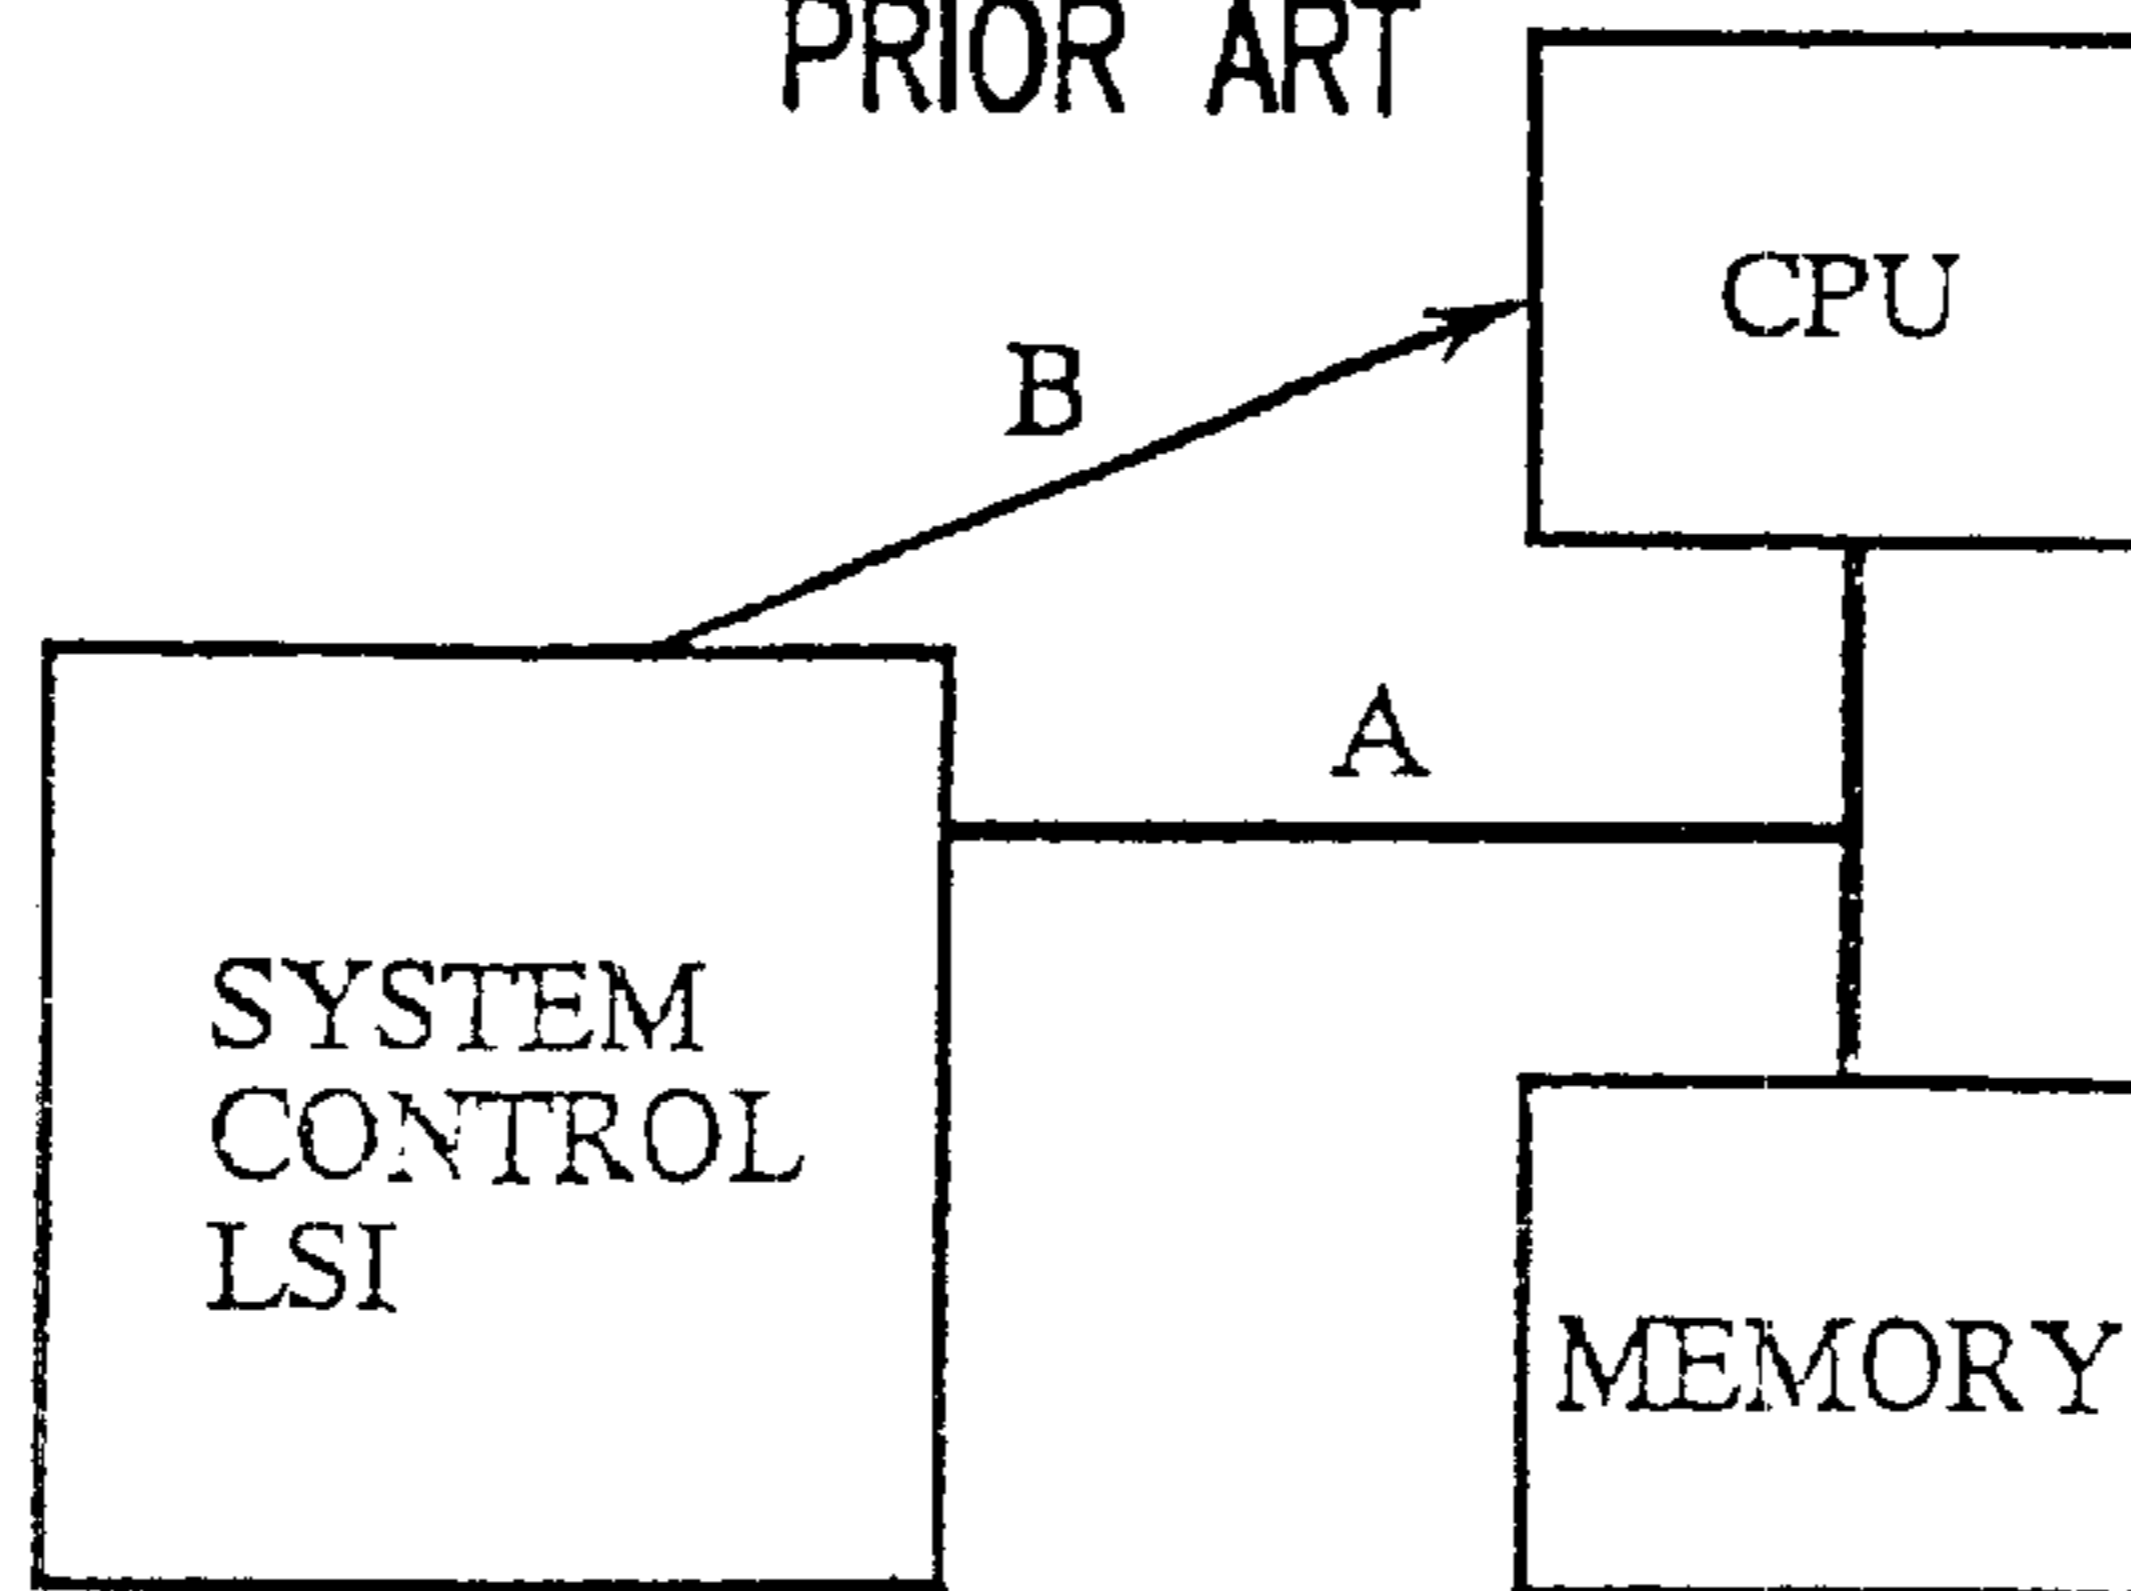 PRIOR ART
CPU
B
A
SYSTEM
CONTROL
LSI
MEMORY